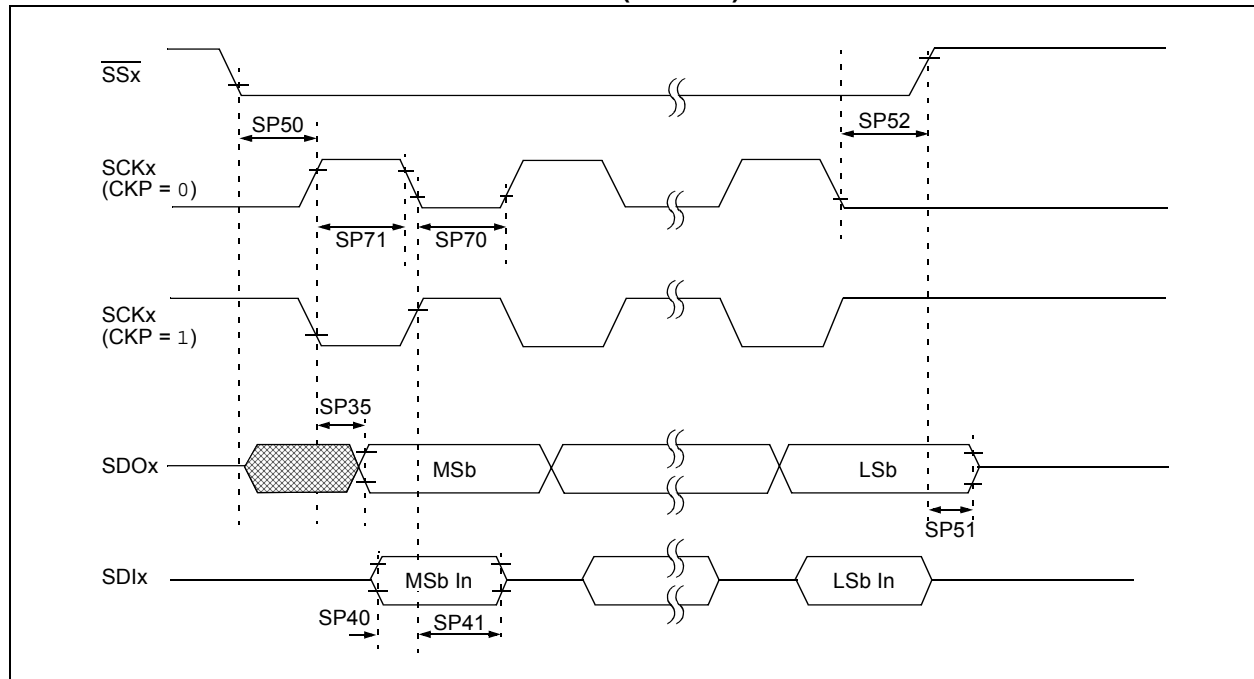 SSx
SP50
SP52
SCKx
(CKP = 0)
SP71
SP70
SCKx
(CKP = 1)
SP35
SDOx
MSb
LSb
SP51
SDIx
MSb In
LSb In
SP40
SP41